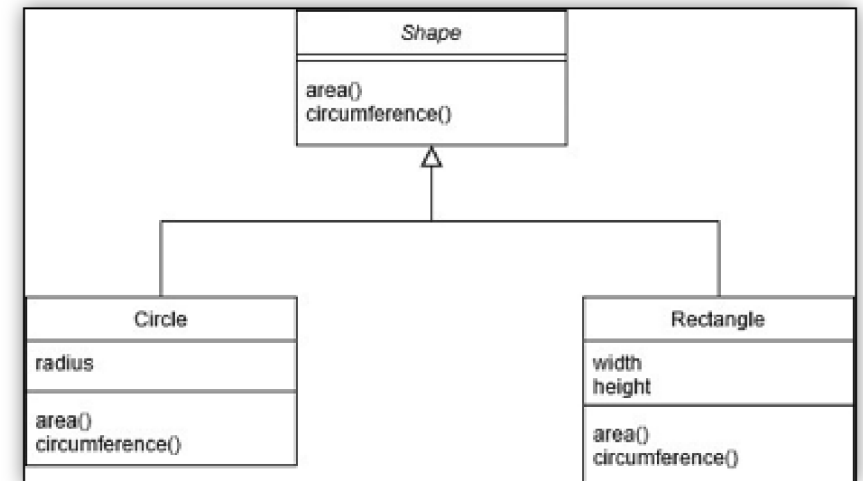 Shape
area()
circumference()
Circle
radius
area()
circumference()
Rectangle
width
height
area()
circumference()